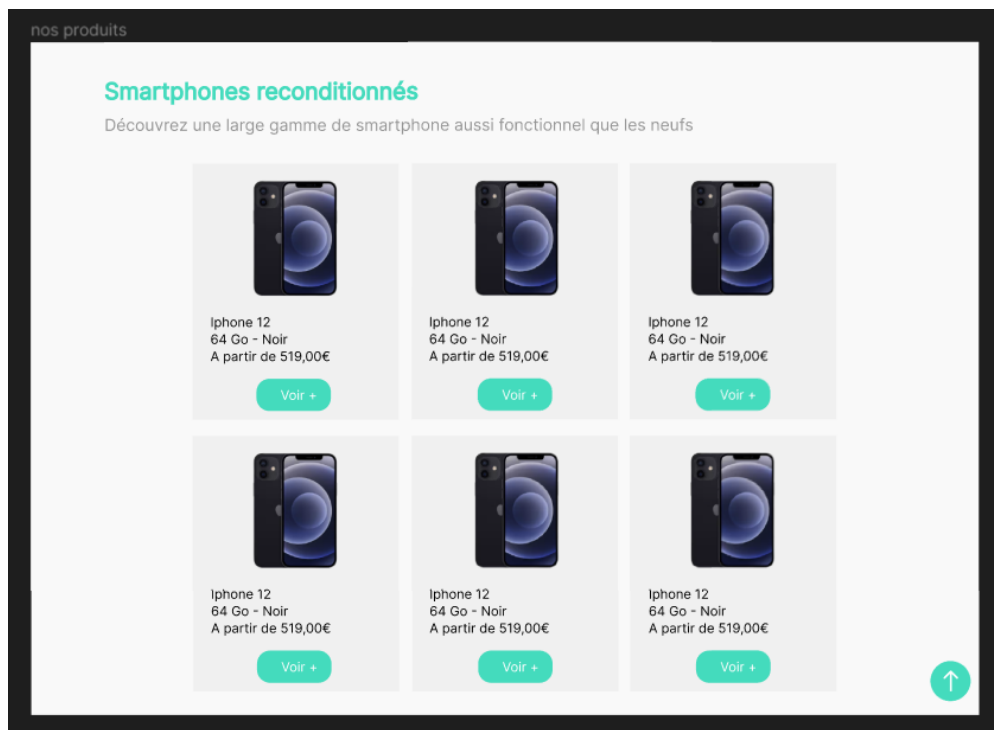 nos produits
Smartphones reconditionnés
Découvrez une large gamme de smartphone aussi fonctionnel que les neufs
Iphone 12
64 Go - Noir
A partir de 519,00€
Voir +
Iphone 12
64 Go - Noir
A partir de 519,00€
Voir +
Iphone 12
64 Go - Noir
A partir de 519,00€
Voir +
Iphone 12
64 Go - Noir
A partir de 519,00€
Voir +
Iphone 12
64 Go - Noir
A partir de 519,00€
Voir +
Iphone 12
64 Go - Noir
A partir de 519,00€
Voir +